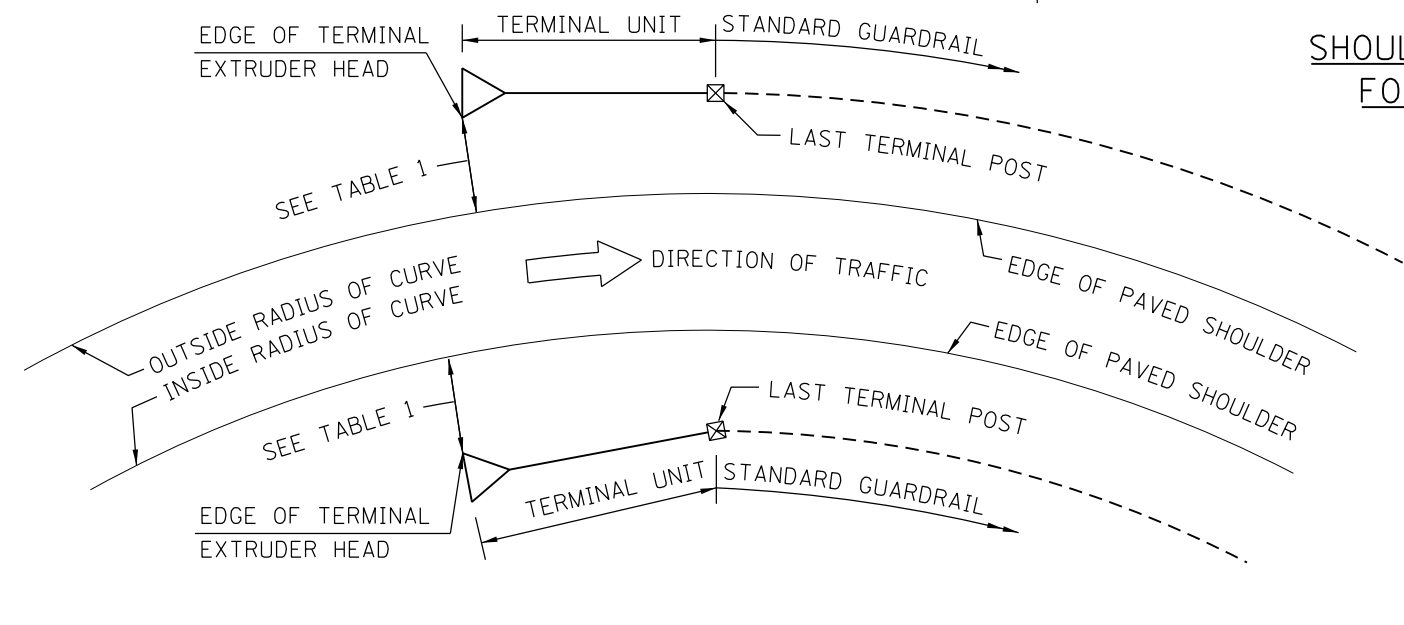 TERMINAL UNIT
STANDARD GUARDRAIL
EDGE OF TERMINAL
EXTRUDER HEAD
SHOUL
FO
LAST TERMINAL POST
SEE TABLE 1
DIRECTION OF TRAFFIC
EDGE OF PAVED SHOULDER
OUTSIDE RADIUS OF CURVE
INSIDE RADIUS OF CURVE
EDGE OF PAVED SHOULDER
LAST TERMINAL POST
SEE TABLE 1
TERMINAL UNIT
STANDARD GUARDRAIL
EDGE OF TERMINAL
EXTRUDER HEAD